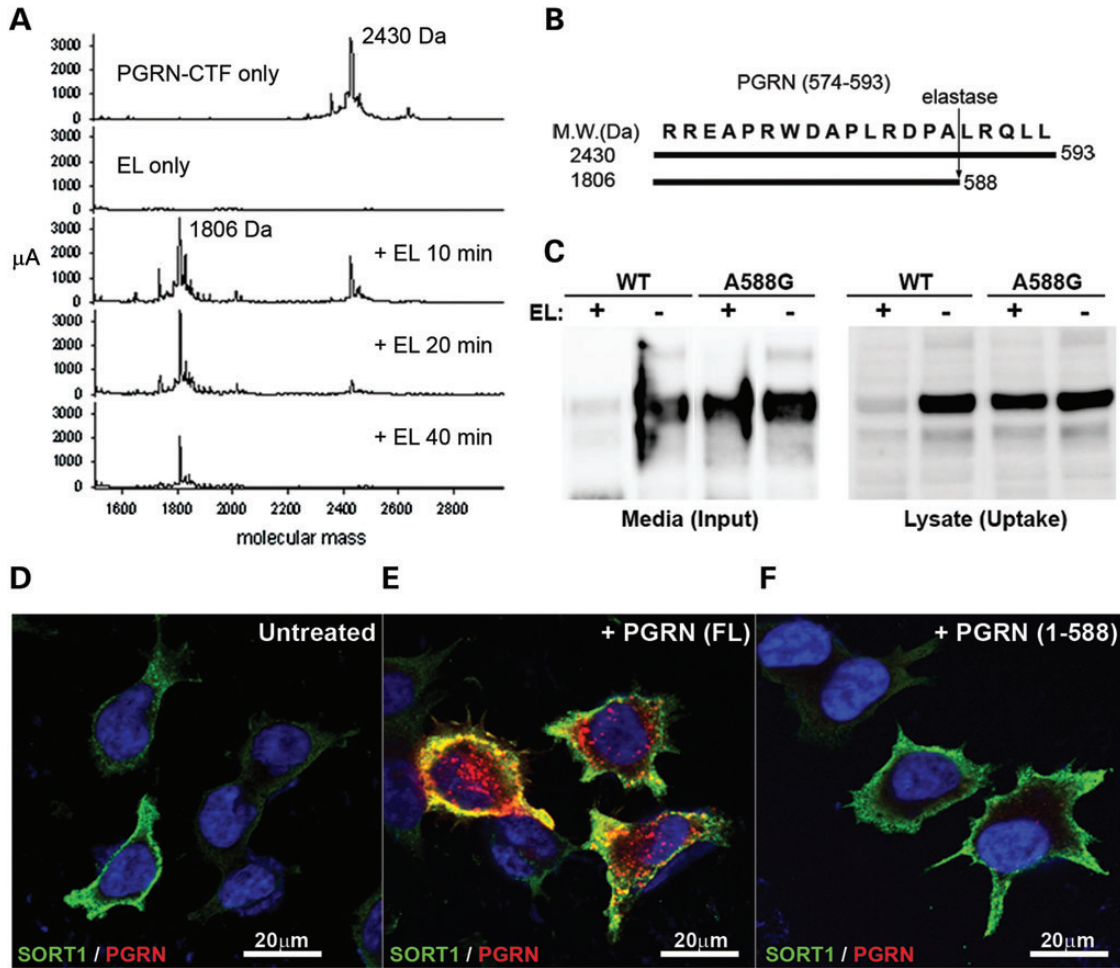 A
3000
2000
1000
0
PGRN-CTF only
2430 Da
3000
2000
1000
0
EL only
μA
3000
2000
1000
0
1806 Da
+ EL 10 min
3000
2000
1000
0
+ EL 20 min
3000
2000
1000
0
+ EL 40 min
1600 1800 2000 2200 2400 2600 2800
molecular mass
B
PGRN (574-593)
elastase
M.W.(Da)
R R E A P R W D A P L R D P A L R Q L L
2430
593
1806
588
C
WT A588G WT A588G
EL: + - + - + - + -
Media (Input) Lysate (Uptake)
D
Untreated
SORT1 / PGRN
20μm
E
+ PGRN (FL)
SORT1 / PGRN
20μm
F
+ PGRN (1-588)
SORT1 / PGRN
20μm